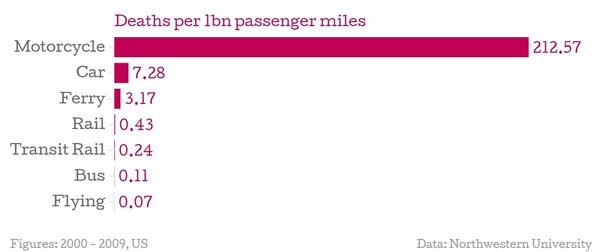 Deaths per 1bn passenger miles
Motorcycle 212.57
Car 7.28
Ferry 3.17
Rail 0.43
Transit Rail 0.24
Bus 0.11
Flying 0.07
Figures: 2000 - 2009, US Data: Northwestern University